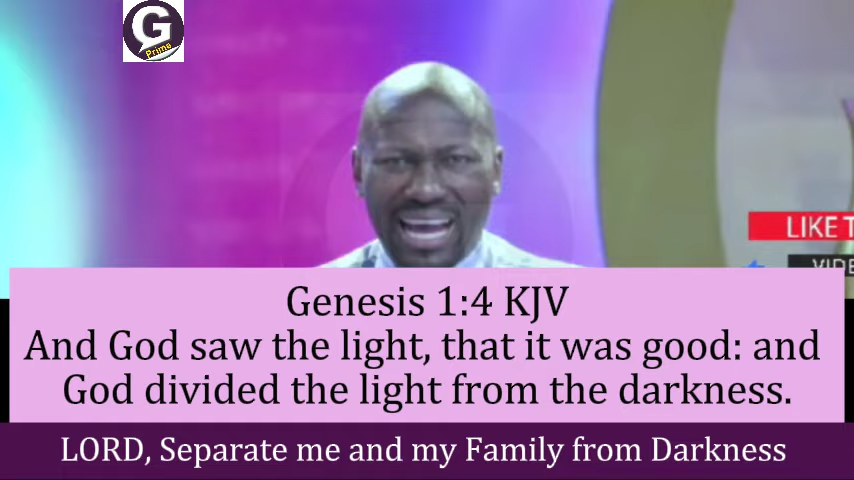 G
Prime
LIKE T
VIDE
Genesis 1:4 KJV
And God saw the light, that it was good: and
God divided the light from the darkness.
LORD, Separate me and my Family from Darkness